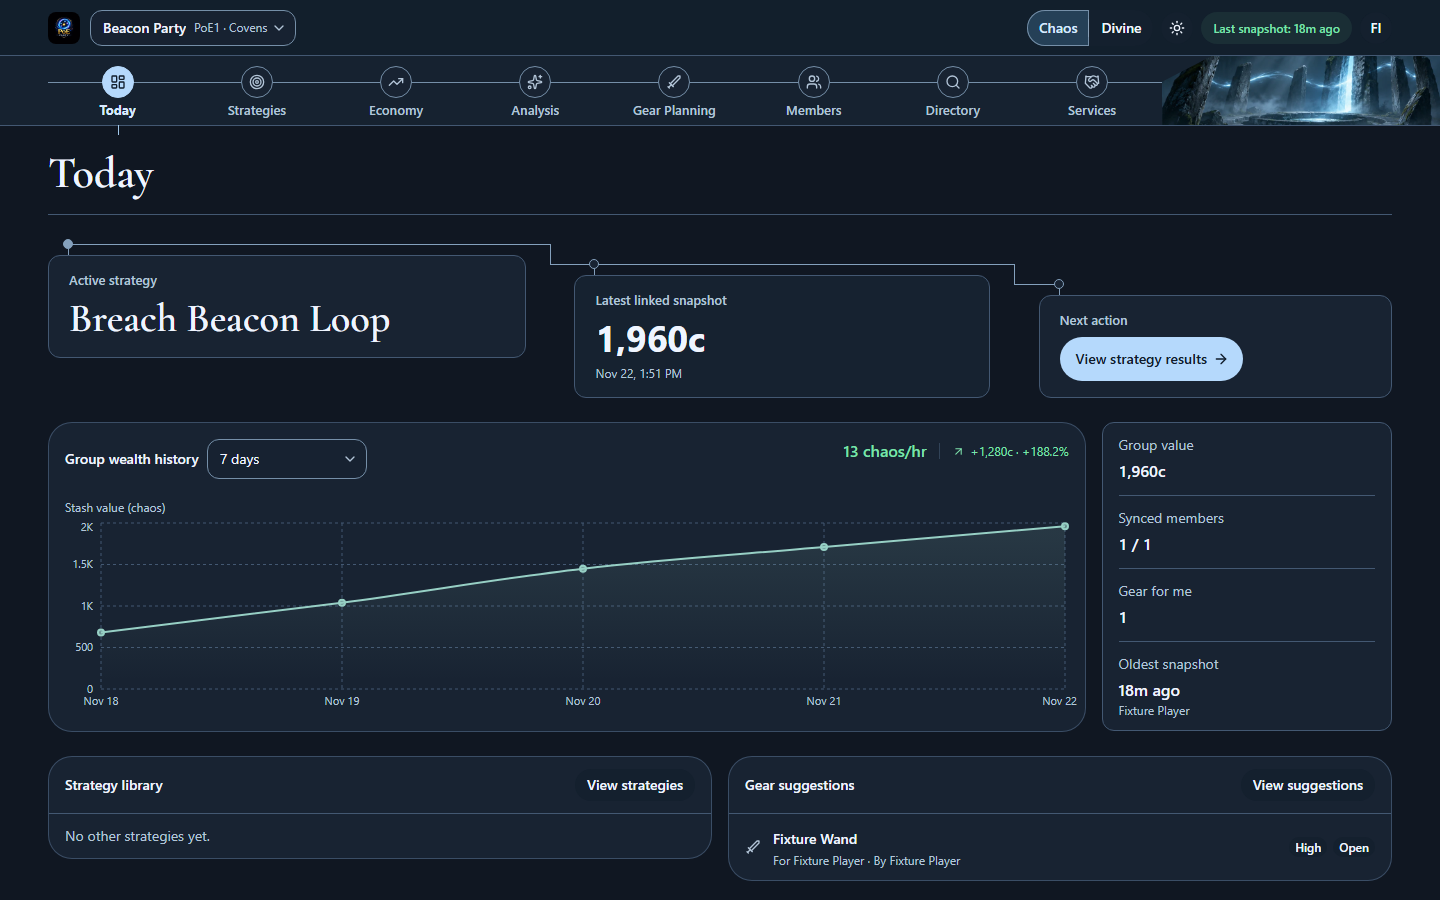 Beacon Party PoE1 · Covens
Chaos Divine
Last snapshot: 18m ago
FI
Today Strategies Economy Analysis Gear Planning Members Directory Services
Today
Active strategy
Breach Beacon Loop
Latest linked snapshot
1,960c
Nov 22, 1:51 PM
Next action
View strategy results
Group wealth history 7 days
13 chaos/hr +1,280c · +188.2%
Stash value (chaos)
2K
1.5K
1K
500
0
Nov 18 Nov 19 Nov 20 Nov 21 Nov 22
Group value
1,960c
Synced members
1 / 1
Gear for me
1
Oldest snapshot
18m ago
Fixture Player
Strategy library View strategies
No other strategies yet.
Gear suggestions View suggestions
Fixture Wand
For Fixture Player · By Fixture Player
High Open